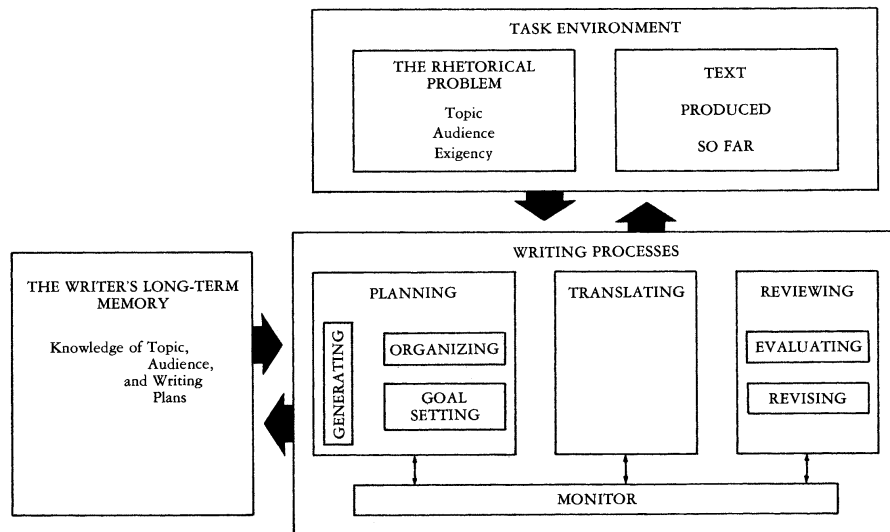 TASK ENVIRONMENT
THE RHETORICAL
PROBLEM
Topic
Audience
Exigency
TEXT
PRODUCED
SO FAR
THE WRITER'S LONG-TERM
MEMORY
Knowledge of Topic,
Audience,
and Writing
Plans
WRITING PROCESSES
PLANNING
GENERATING
ORGANIZING
GOAL
SETTING
TRANSLATING
REVIEWING
EVALUATING
REVISING
MONITOR